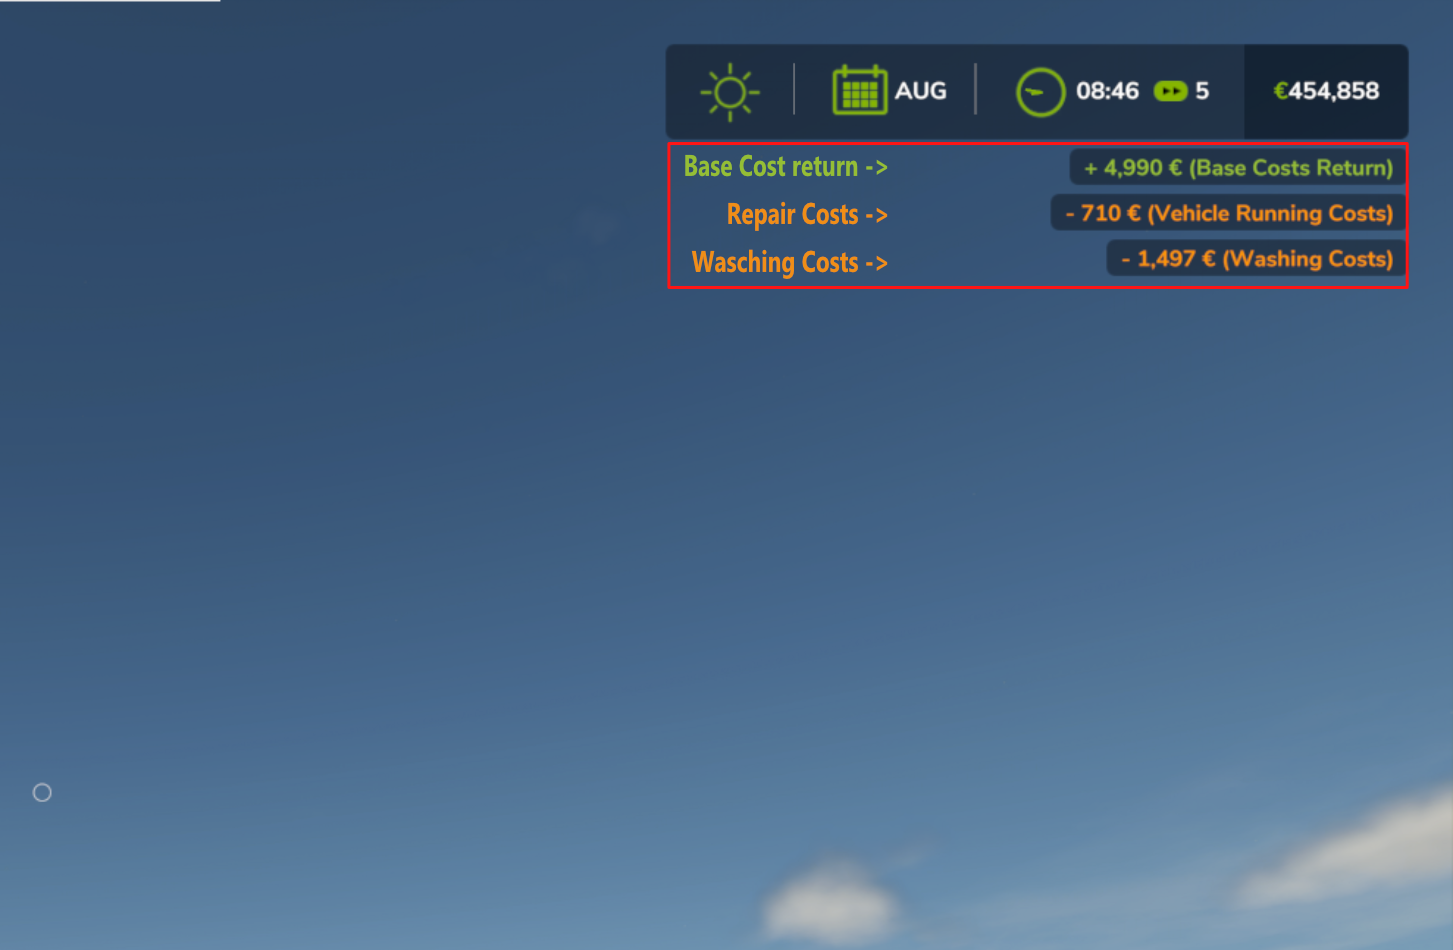 AUG 08:46 5 €454,858
Base Cost return -> + 4,990 € (Base Costs Return)
Repair Costs -> - 710 € (Vehicle Running Costs)
Wasching Costs -> - 1,497 € (Washing Costs)